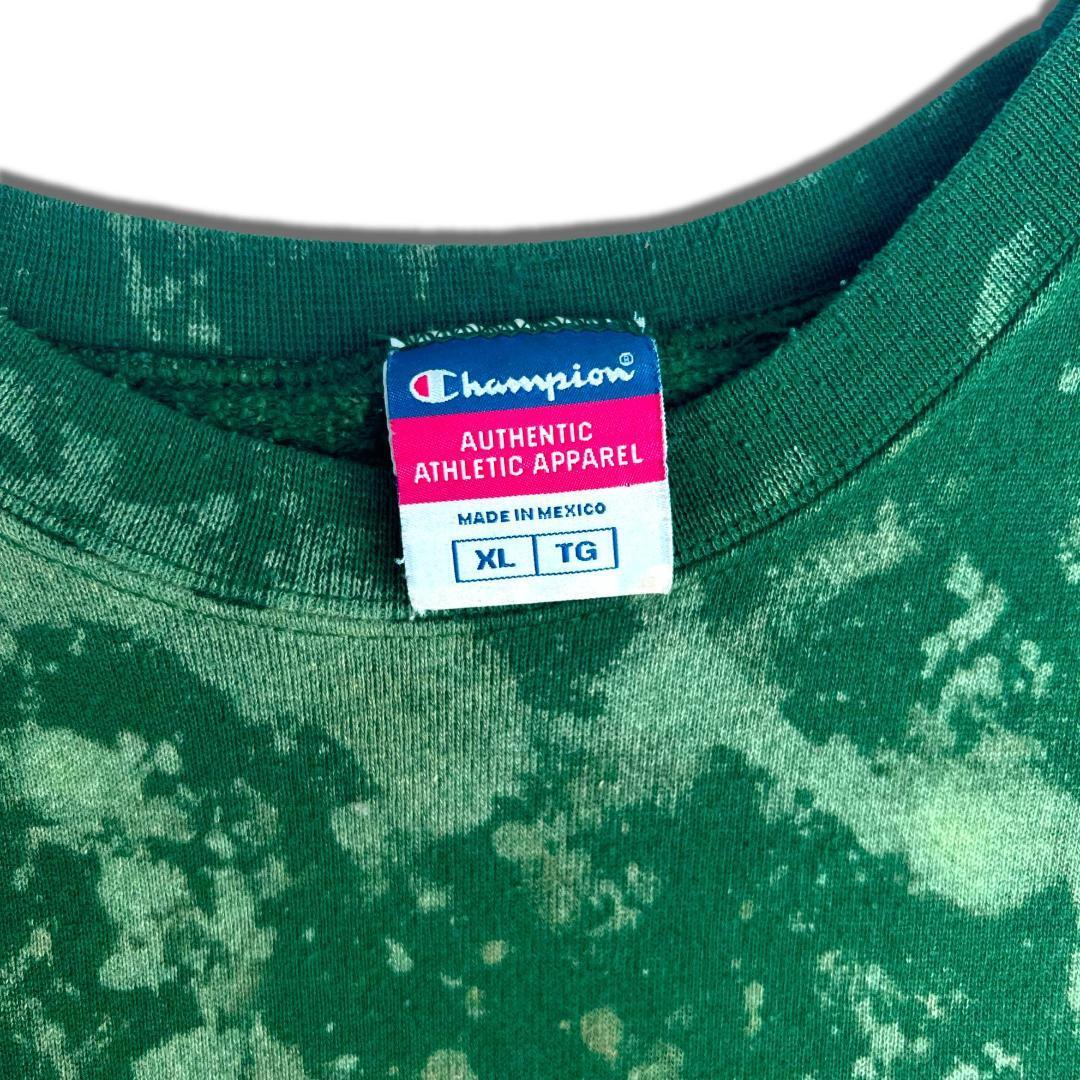 Champion®
AUTHENTIC
ATHLETIC APPAREL
MADE IN MEXICO
XL TG